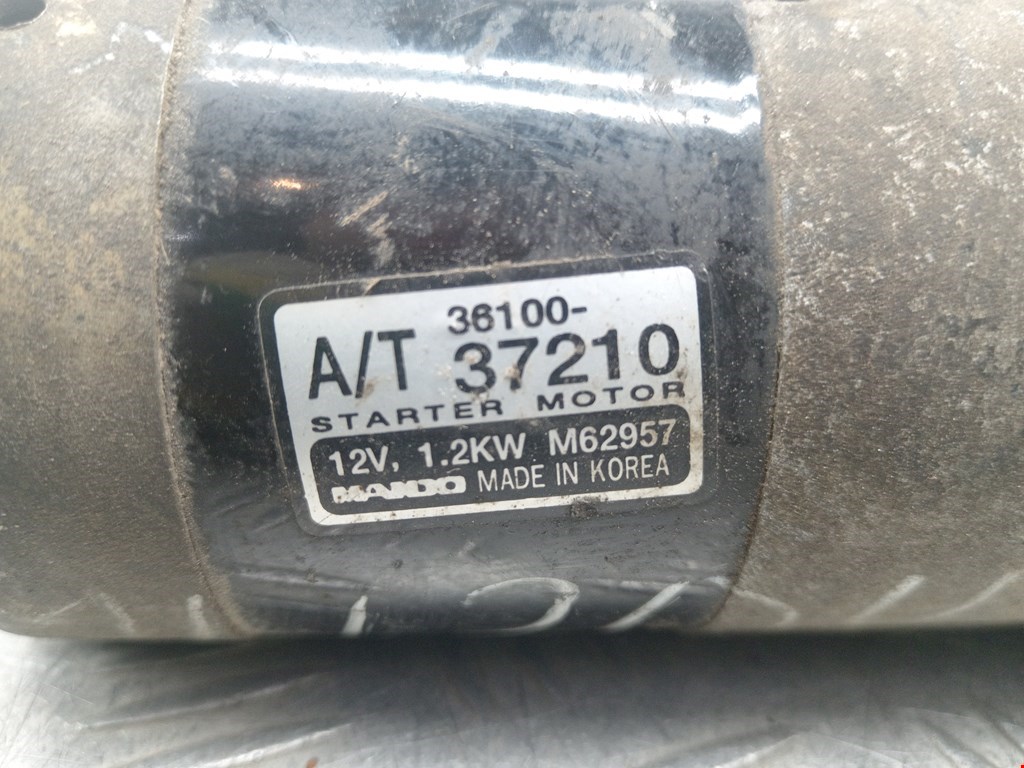 36100-
A/T 37210
STARTER MOTOR
12V, 1.2KW M62957
MANDO MADE IN KOREA